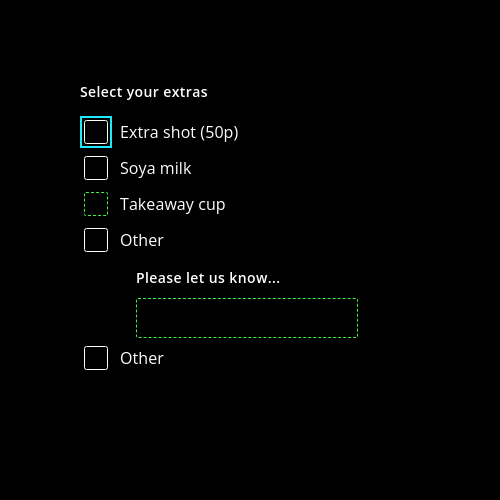 Select your extras
Extra shot (50p)
Soya milk
Takeaway cup
Other
Please let us know...
Other